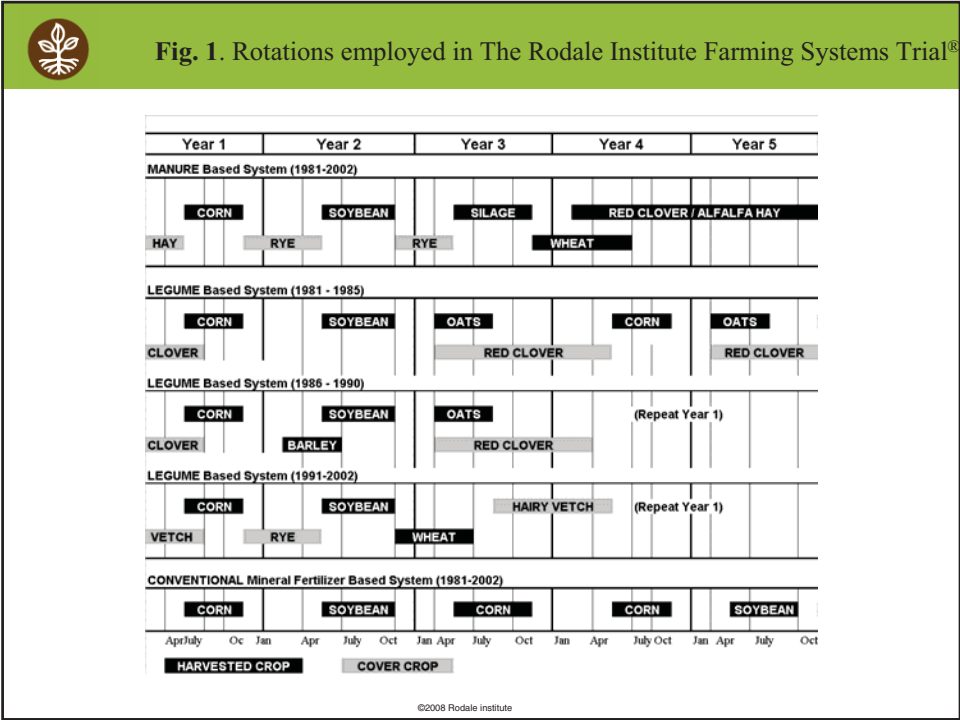 Fig. 1. Rotations employed in The Rodale Institute Farming Systems Trial®
Year 1 Year 2 Year 3 Year 4 Year 5
MANURE Based System (1981-2002)
CORN SOYBEAN SILAGE RED CLOVER / ALFALFA HAY
HAY RYE RYE WHEAT
LEGUME Based System (1981 - 1985)
CORN SOYBEAN OATS CORN OATS
CLOVER RED CLOVER RED CLOVER
LEGUME Based System (1986 - 1990)
CORN SOYBEAN OATS (Repeat Year 1)
CLOVER BARLEY RED CLOVER
LEGUME Based System (1991-2002)
CORN SOYBEAN HAIRY VETCH (Repeat Year 1)
VETCH RYE WHEAT
CONVENTIONAL Mineral Fertilizer Based System (1981-2002)
CORN SOYBEAN CORN CORN SOYBEAN
Apr July Oc Jan Apr July Oct Jan Apr July Oct Jan Apr July Oct Jan Apr July Oct
HARVESTED CROP COVER CROP
©2008 Rodale institute